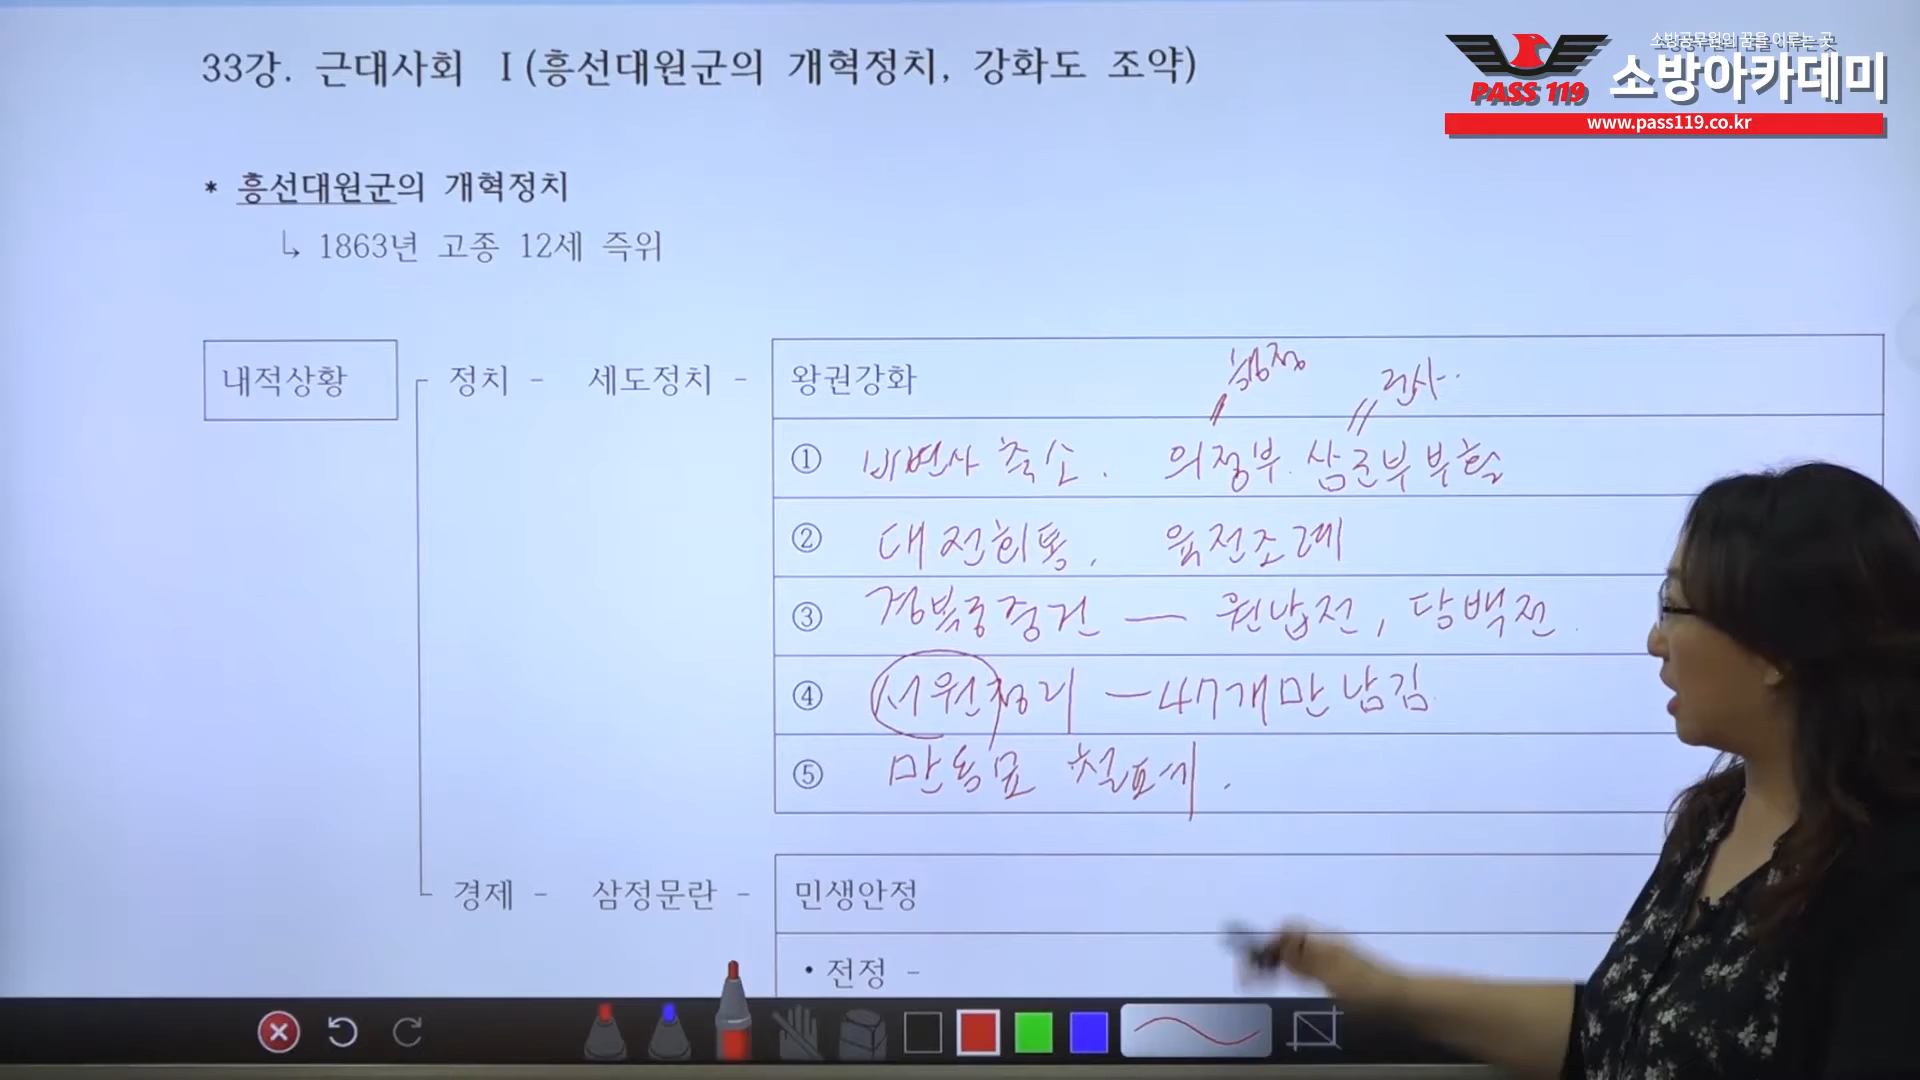 33강. 근대사회 Ⅰ(흥선대원군의 개혁정치, 강화도 조약)
소방공무원의 꿈을 이루는 곳
PASS 119 소방아카데미
www.pass119.co.kr
* 흥선대원군의 개혁정치
↳ 1863년 고종 12세 즉위
내적상황
정치 - 세도정치 -
왕권강화
행정
군사
① 비변사 축소. 의정부. 삼군부 부활
② 대전회통, 육전조례
③ 경복궁중건 — 원납전, 당백전.
④ 서원정리 — 47개만 남김.
⑤ 만동묘 철폐.
경제 - 삼정문란 -
민생안정
• 전정 -